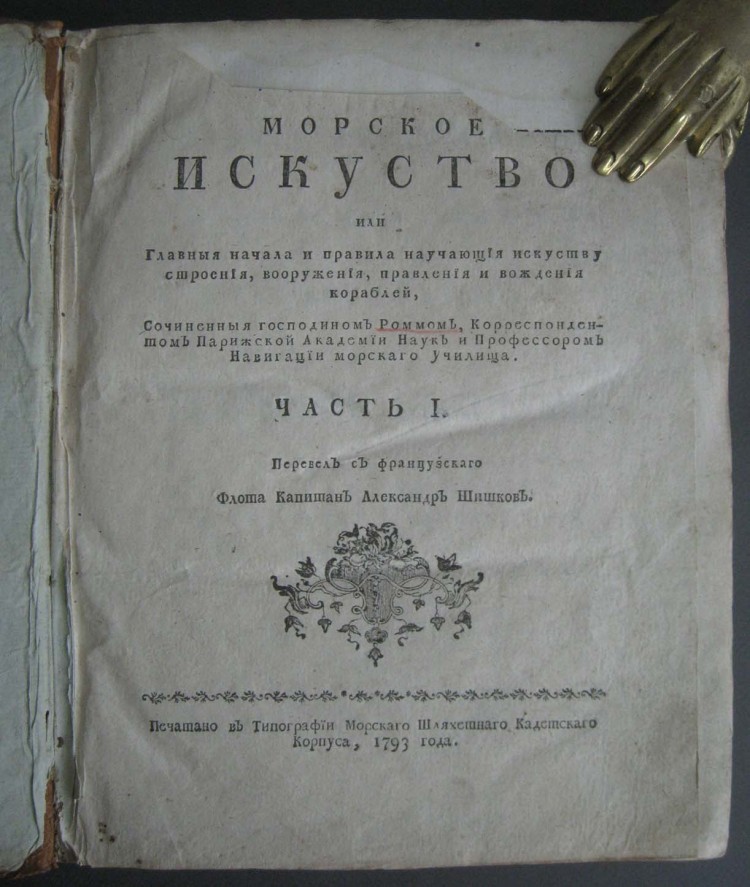 МОРСКОЕ
ИСКУСТВО
ИЛИ
Главныя начала и правила научающія искуству
строенія, вооруженія, правленія и вожденія
кораблей,
Сочиненныя господиномъ Роммомъ, Корреспонден-
томъ Парижской Академіи Наукъ и Профессоромъ
Навигаціи морскаго Училища.
ЧАСТЬ I.
Перевелъ съ французскаго
Флота Капитанъ Александръ Шишковъ.
Печатано въ Типографіи Морскаго Шляхетнаго Кадетскаго
Корпуса, 1793 года.